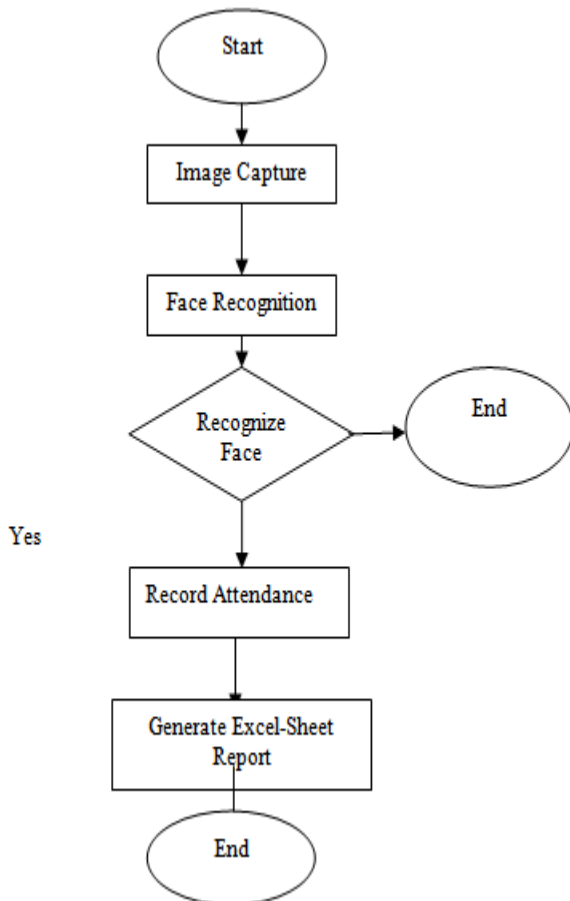 Start
Image Capture
Face Recognition
Recognize
Face
End
Yes
Record Attendance
Generate Excel-Sheet
Report
End